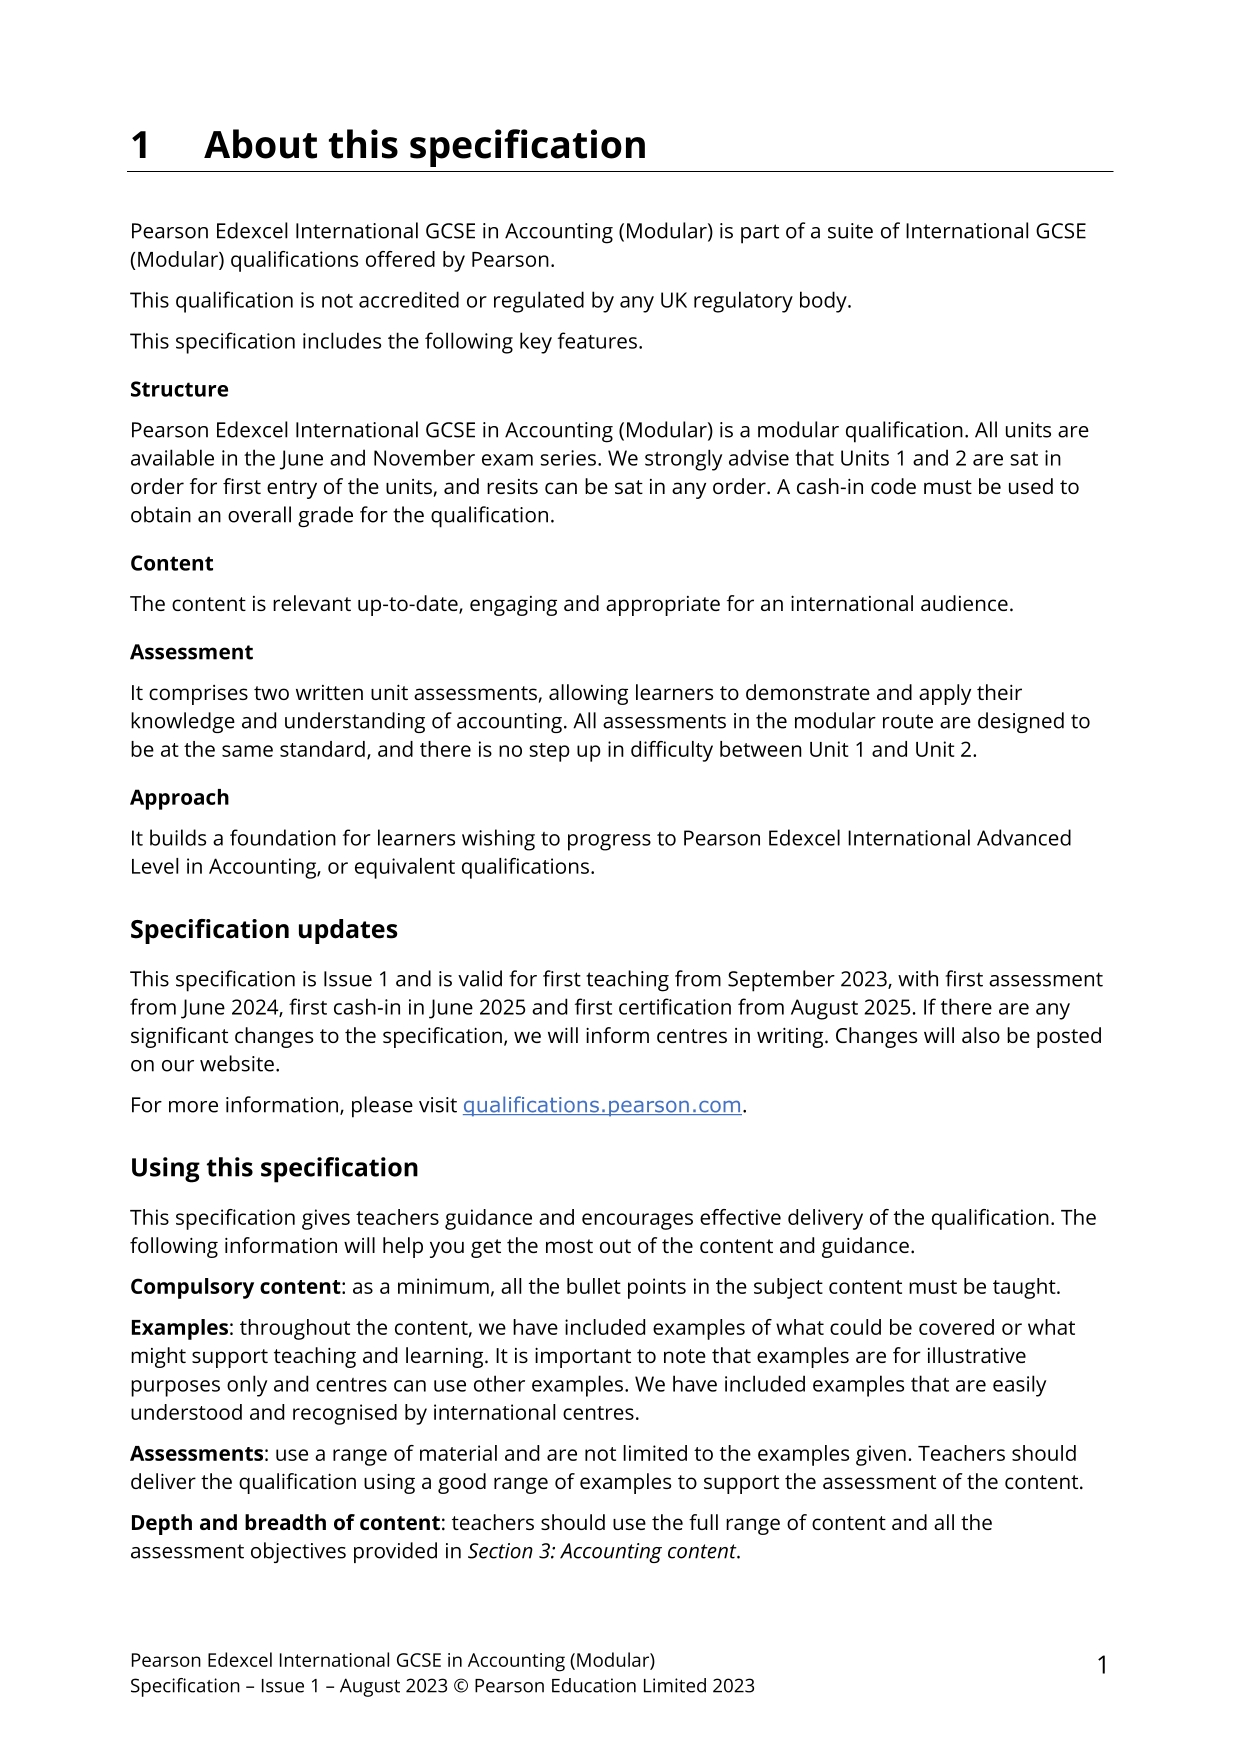 1 About this specification
Pearson Edexcel International GCSE in Accounting (Modular) is part of a suite of International GCSE
(Modular) qualifications offered by Pearson.
This qualification is not accredited or regulated by any UK regulatory body.
This specification includes the following key features.
Structure
Pearson Edexcel International GCSE in Accounting (Modular) is a modular qualification. All units are
available in the June and November exam series. We strongly advise that Units 1 and 2 are sat in
order for first entry of the units, and resits can be sat in any order. A cash-in code must be used to
obtain an overall grade for the qualification.
Content
The content is relevant up-to-date, engaging and appropriate for an international audience.
Assessment
It comprises two written unit assessments, allowing learners to demonstrate and apply their
knowledge and understanding of accounting. All assessments in the modular route are designed to
be at the same standard, and there is no step up in difficulty between Unit 1 and Unit 2.
Approach
It builds a foundation for learners wishing to progress to Pearson Edexcel International Advanced
Level in Accounting, or equivalent qualifications.
Specification updates
This specification is Issue 1 and is valid for first teaching from September 2023, with first assessment
from June 2024, first cash-in in June 2025 and first certification from August 2025. If there are any
significant changes to the specification, we will inform centres in writing. Changes will also be posted
on our website.
For more information, please visit qualifications.pearson.com.
Using this specification
This specification gives teachers guidance and encourages effective delivery of the qualification. The
following information will help you get the most out of the content and guidance.
Compulsory content: as a minimum, all the bullet points in the subject content must be taught.
Examples: throughout the content, we have included examples of what could be covered or what
might support teaching and learning. It is important to note that examples are for illustrative
purposes only and centres can use other examples. We have included examples that are easily
understood and recognised by international centres.
Assessments: use a range of material and are not limited to the examples given. Teachers should
deliver the qualification using a good range of examples to support the assessment of the content.
Depth and breadth of content: teachers should use the full range of content and all the
assessment objectives provided in Section 3: Accounting content.
Pearson Edexcel International GCSE in Accounting (Modular)
Specification – Issue 1 – August 2023 © Pearson Education Limited 2023
1